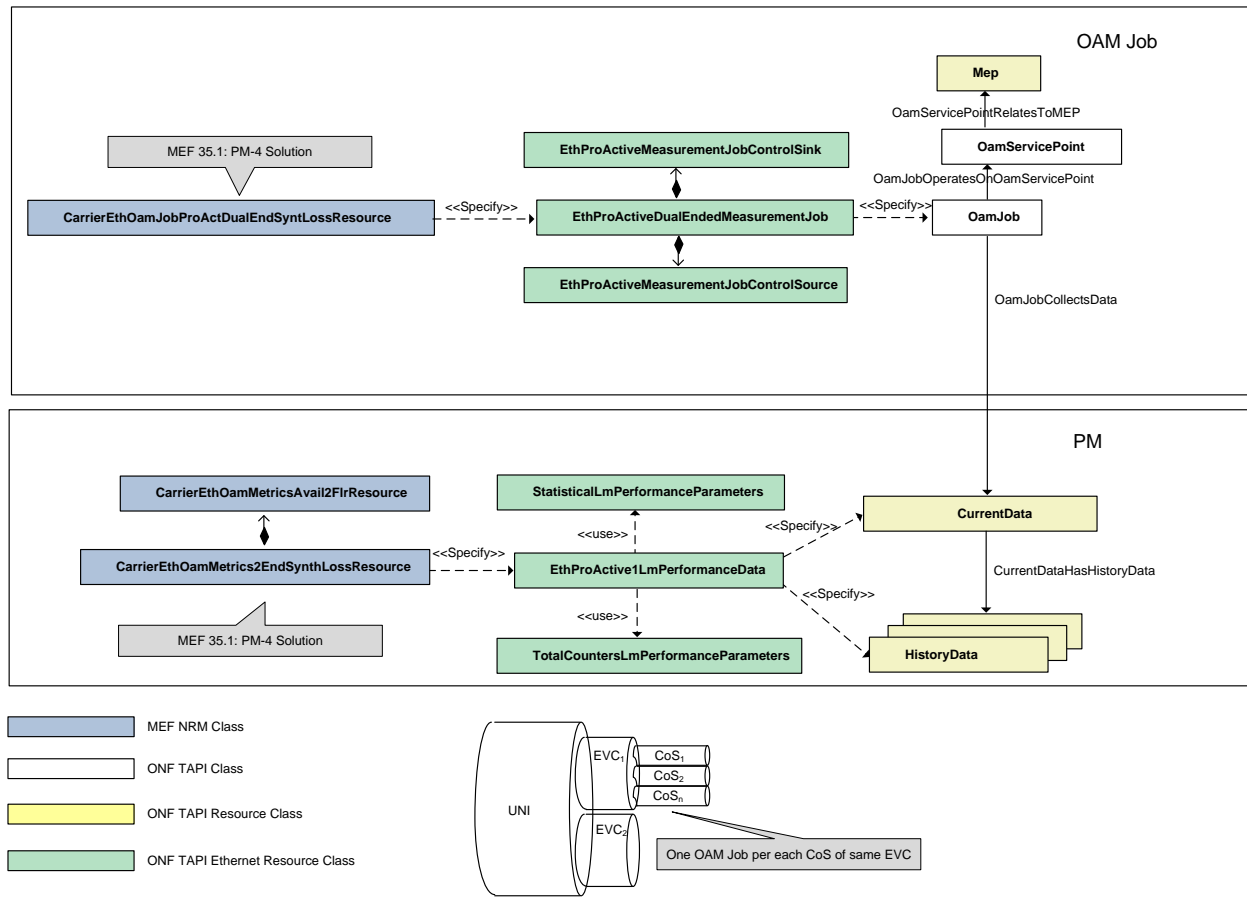 OAM Job
Mep
OamServicePointRelatesToMEP
MEF 35.1: PM-4 Solution
EthProActiveMeasurementJobControlSink
OamServicePoint
OamJobOperatesOnOamServicePoint
<<Specify>>
<<Specify>>
CarrierEthOamJobProActDualEndSyntLossResource
EthProActiveDualEndedMeasurementJob
OamJob
EthProActiveMeasurementJobControlSource
OamJobCollectsData
PM
CarrierEthOamMetricsAvail2FlrResource
StatisticalLmPerformanceParameters
CurrentData
<<use>>
<<Specify>>
<<Specify>>
CarrierEthOamMetrics2EndSynthLossResource
EthProActive1LmPerformanceData
CurrentDataHasHistoryData
<<Specify>>
<<use>>
MEF 35.1: PM-4 Solution
TotalCountersLmPerformanceParameters
HistoryData
MEF NRM Class
ONF TAPI Class
ONF TAPI Resource Class
ONF TAPI Ethernet Resource Class
UNI
EVC1
CoS1
CoS2
CoSn
EVC2
One OAM Job per each CoS of same EVC